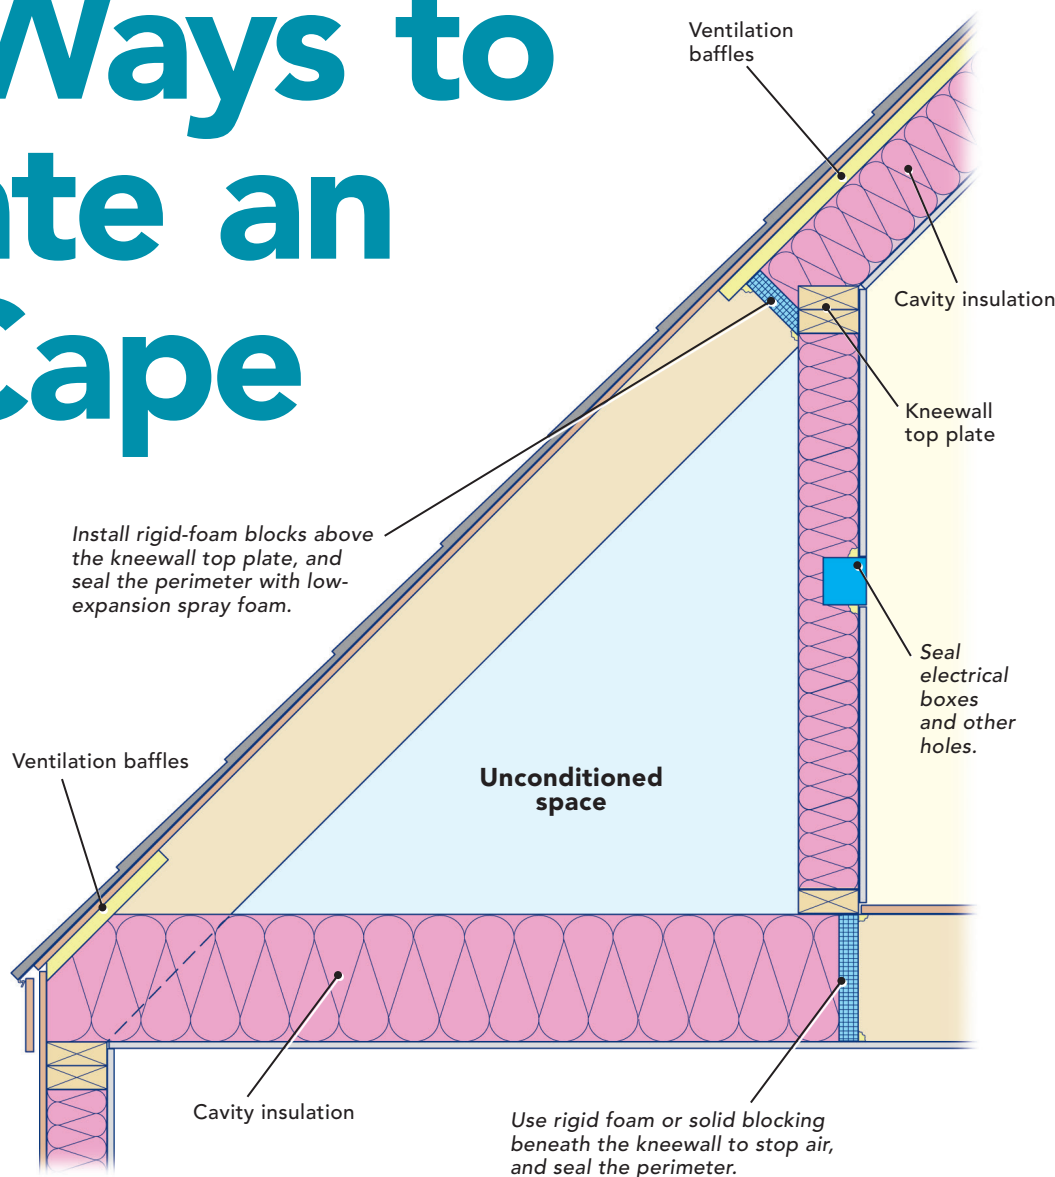 Ways to
an
Cape
Ventilation
baffles
Cavity insulation
Kneewall
top plate
Install rigid-foam blocks above
the kneewall top plate, and
seal the perimeter with low-
expansion spray foam.
Seal
electrical
boxes
and other
holes.
Ventilation baffles
Unconditioned
space
Cavity insulation
Use rigid foam or solid blocking
beneath the kneewall to stop air,
and seal the perimeter.